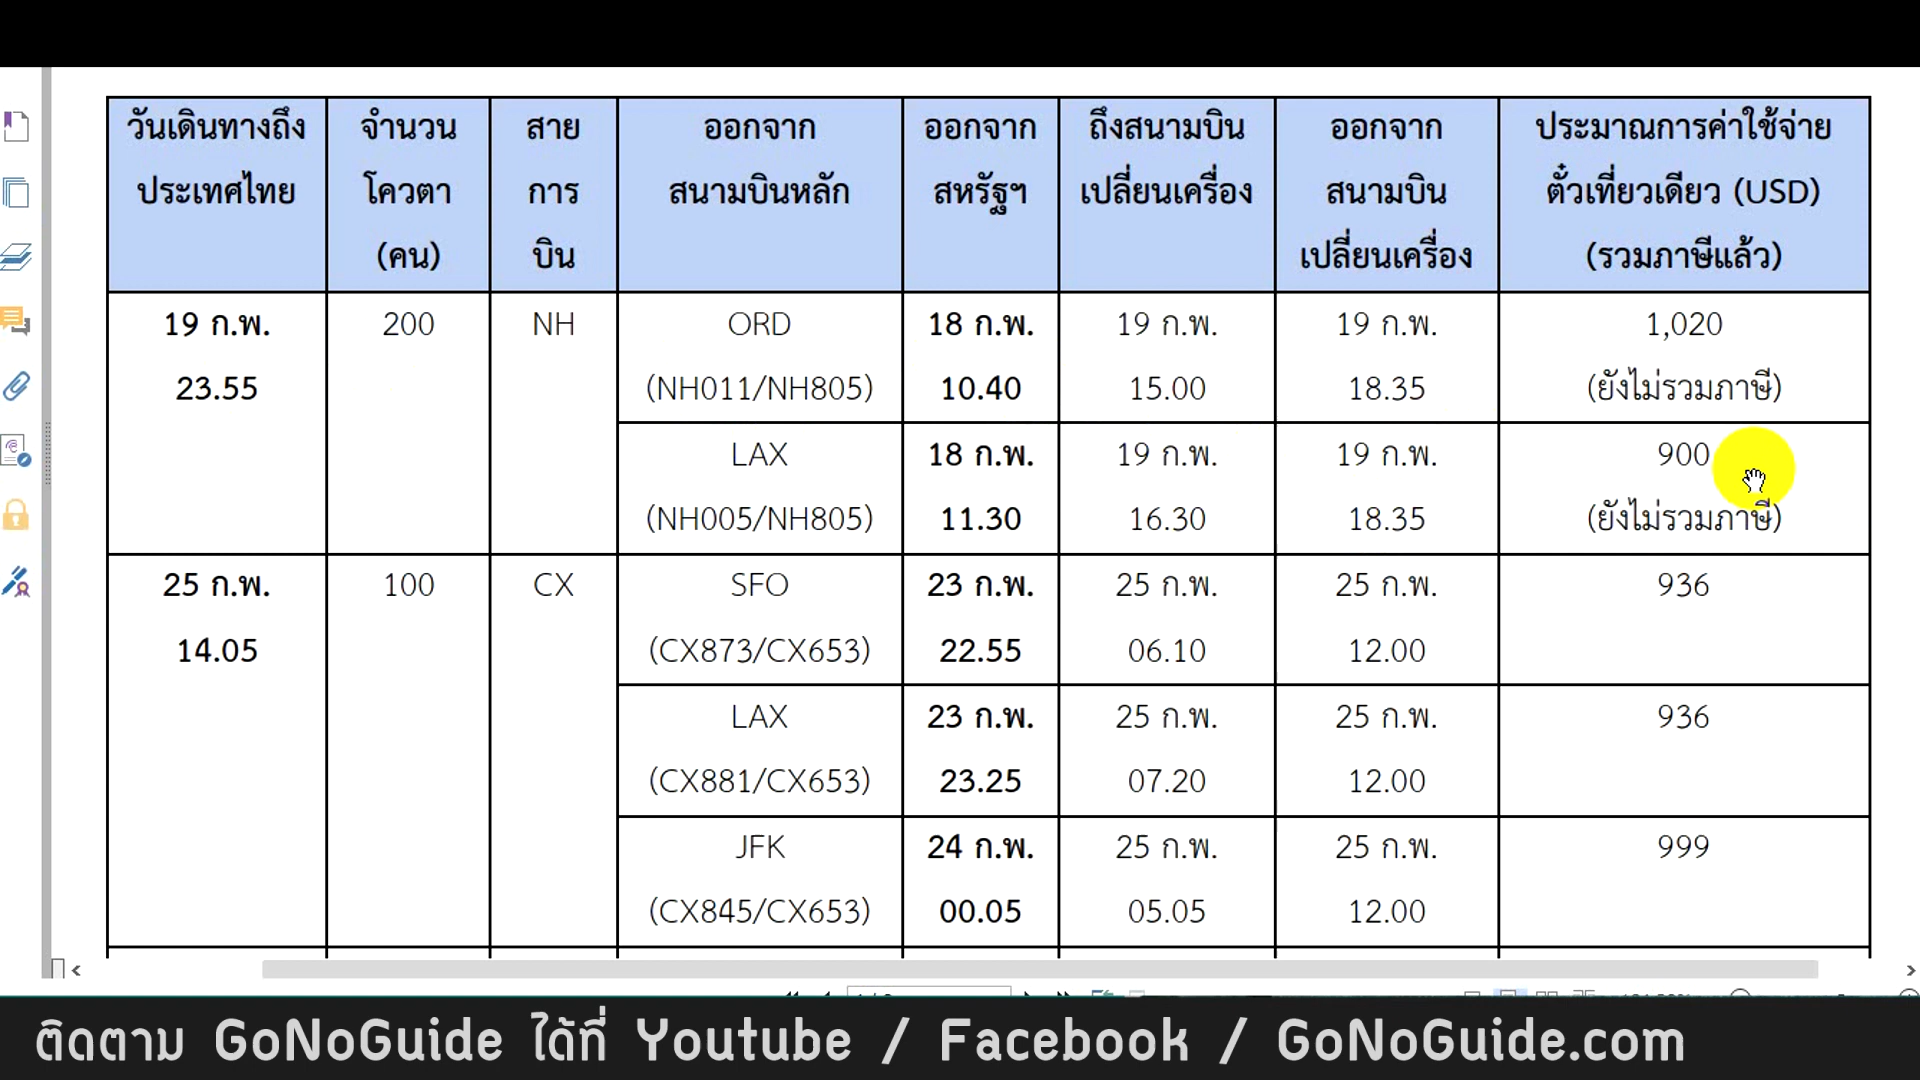 วันเดินทางถึง
ประเทศไทย
จำนวน
โควตา
(คน)
สาย
การ
บิน
ออกจาก
สนามบินหลัก
ออกจาก
สหรัฐฯ
ถึงสนามบิน
เปลี่ยนเครื่อง
ออกจาก
สนามบิน
เปลี่ยนเครื่อง
ประมาณการค่าใช้จ่าย
ตั๋วเที่ยวเดียว (USD)
(รวมภาษีแล้ว)
19 ก.พ.
23.55
200
NH
ORD
(NH011/NH805)
18 ก.พ.
10.40
19 ก.พ.
15.00
19 ก.พ.
18.35
1,020
(ยังไม่รวมภาษี)
LAX
(NH005/NH805)
18 ก.พ.
11.30
19 ก.พ.
16.30
19 ก.พ.
18.35
900
(ยังไม่รวมภาษี)
25 ก.พ.
14.05
100
CX
SFO
(CX873/CX653)
23 ก.พ.
22.55
25 ก.พ.
06.10
25 ก.พ.
12.00
936
LAX
(CX881/CX653)
23 ก.พ.
23.25
25 ก.พ.
07.20
25 ก.พ.
12.00
936
JFK
(CX845/CX653)
24 ก.พ.
00.05
25 ก.พ.
05.05
25 ก.พ.
12.00
999
ติดตาม GoNoGuide ได้ที่ Youtube / Facebook / GoNoGuide.com